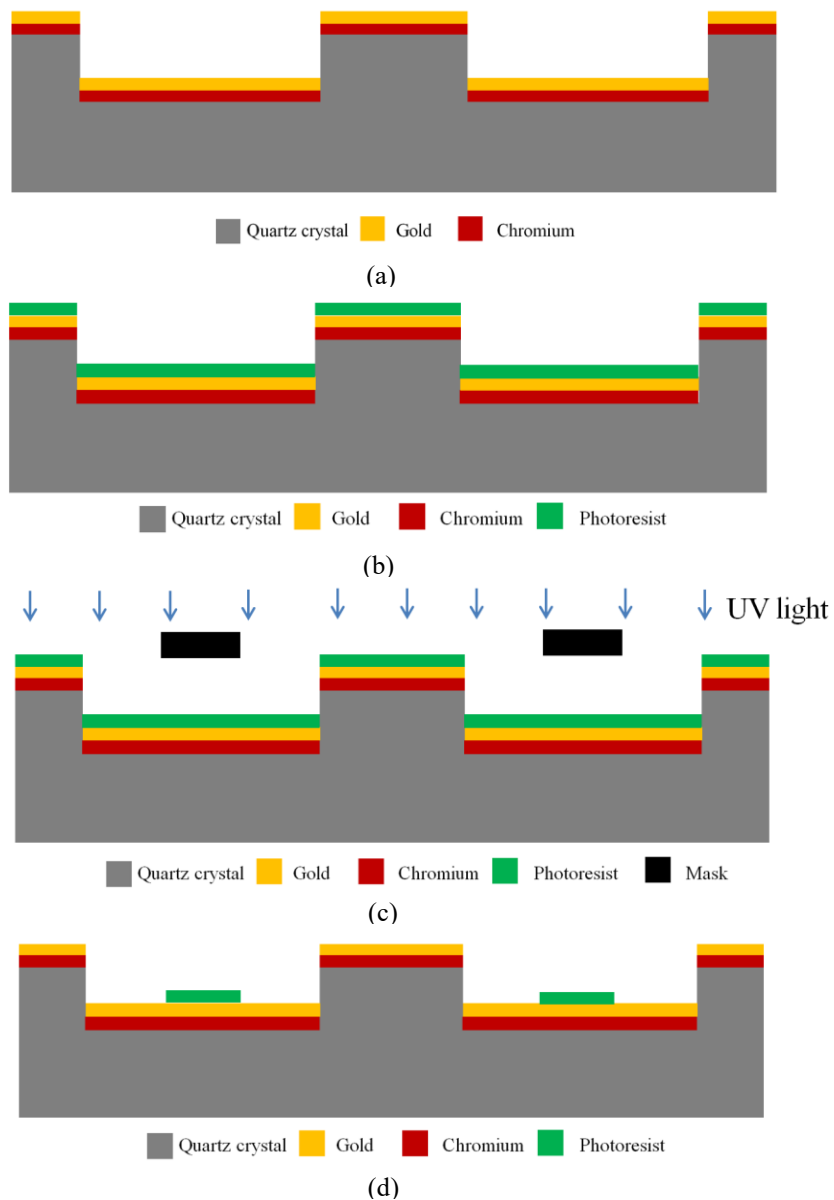 Quartz crystal Gold Chromium
(a)
Quartz crystal Gold Chromium Photoresist
(b)
UV light
Quartz crystal Gold Chromium Photoresist Mask
(c)
Quartz crystal Gold Chromium Photoresist
(d)